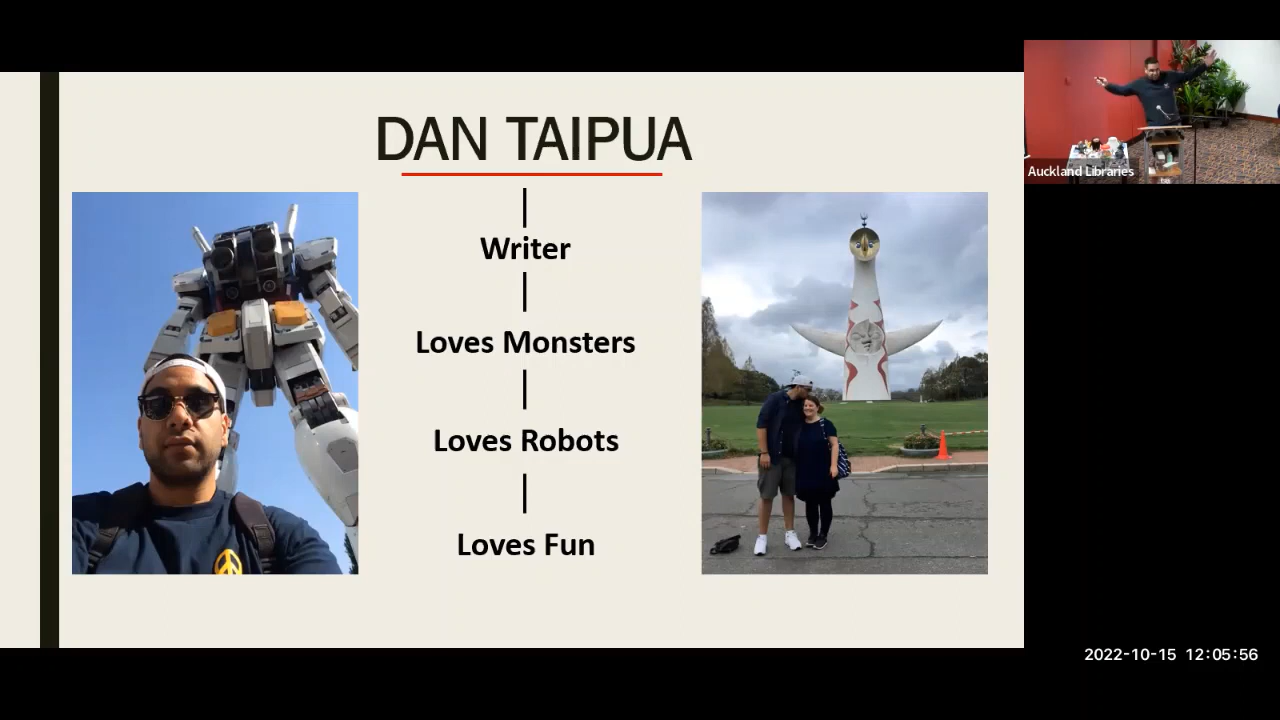 DAN TAIPUA
Writer
Loves Monsters
Loves Robots
Loves Fun
Auckland Libraries
2022-10-15 12:05:56